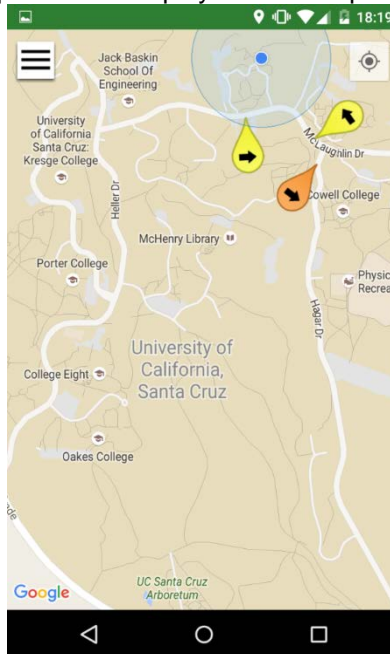 18:19
Jack Baskin
School Of
Engineering
University
of California
Santa Cruz:
Kresge College
McLaughlin Dr
Heller Dr
Cowell College
McHenry Library
Porter College
Physic
Recrea
Hagar Dr
University of
California,
Santa Cruz
College Eight
Oakes College
UC Santa Cruz
Arboretum
Google